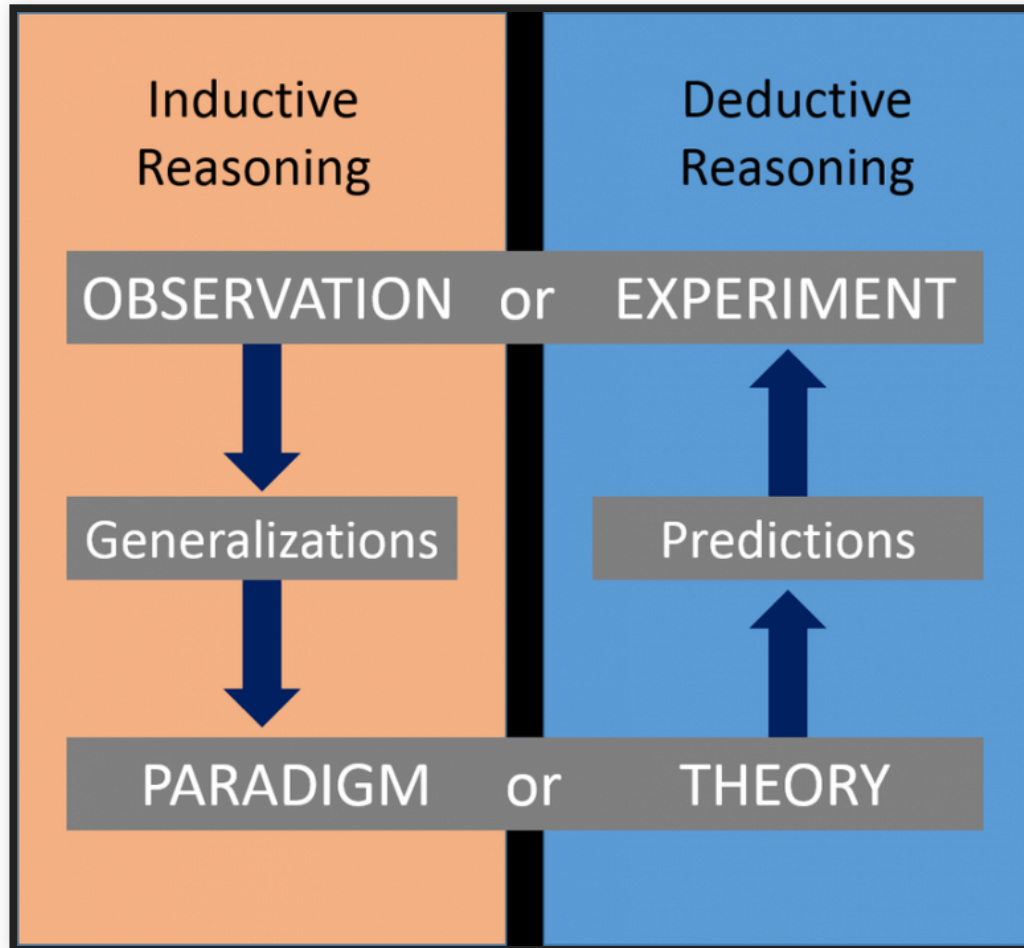 Inductive
Reasoning
Deductive
Reasoning
OBSERVATION or EXPERIMENT
Generalizations
Predictions
PARADIGM or THEORY